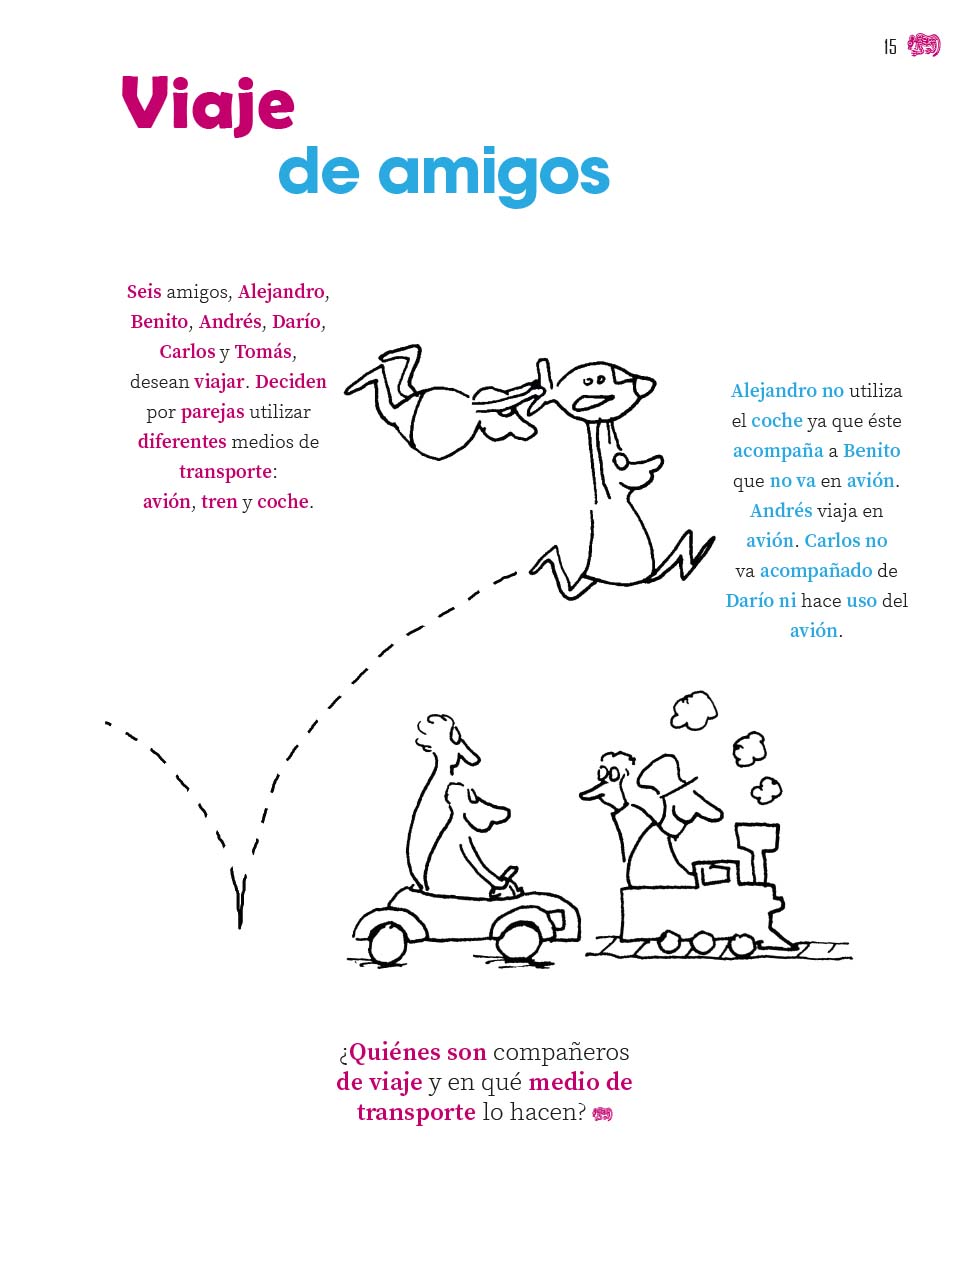 15
Viaje
de amigos
Seis amigos, Alejandro,
Benito, Andrés, Darío,
Carlos y Tomás,
desean viajar. Deciden
por parejas utilizar
diferentes medios de
transporte:
avión, tren y coche.
Alejandro no utiliza
el coche ya que éste
acompaña a Benito
que no va en avión.
Andrés viaja en
avión. Carlos no
va acompañado de
Darío ni hace uso del
avión.
¿Quiénes son compañeros
de viaje y en qué medio de
transporte lo hacen?